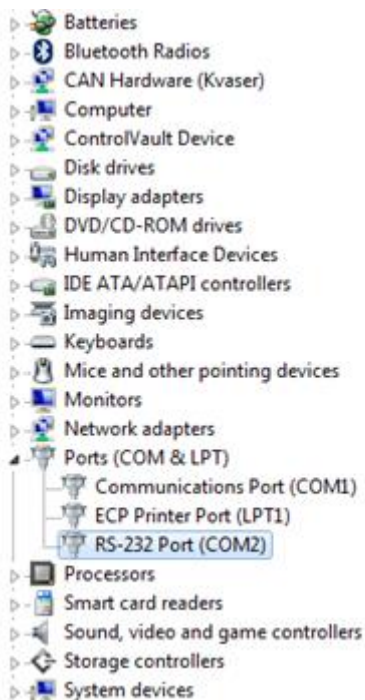 Batteries
Bluetooth Radios
CAN Hardware (Kvaser)
Computer
ControlVault Device
Disk drives
Display adapters
DVD/CD-ROM drives
Human Interface Devices
IDE ATA/ATAPI controllers
Imaging devices
Keyboards
Mice and other pointing devices
Monitors
Network adapters
Ports (COM & LPT)
Communications Port (COM1)
ECP Printer Port (LPT1)
RS-232 Port (COM2)
Processors
Smart card readers
Sound, video and game controllers
Storage controllers
System devices